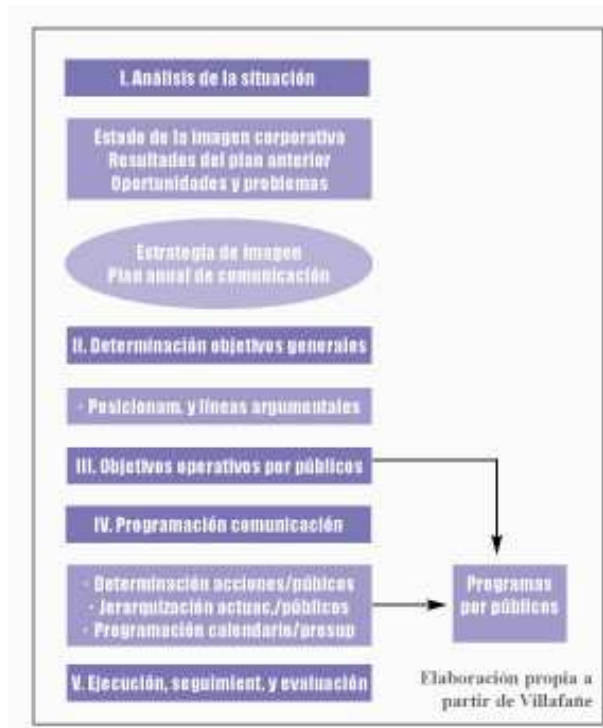 I. Análisis de la situación
Estado de la imagen corporativa
Resultados del plan anterior
Oportunidades y problemas
Estrategia de imagen
Plan anual de comunicación
II. Determinación objetivos generales
- Posicionam. y líneas argumentales
III. Objetivos operativos por públicos
IV. Programación comunicación
- Determinación acciones/púbicos
- Jerarquización actuac./públicos
- Programación calendario/presup
Programas
por públicos
V. Ejecución, seguimient, y evaluación
Elaboración propia a
partir de Villafañe